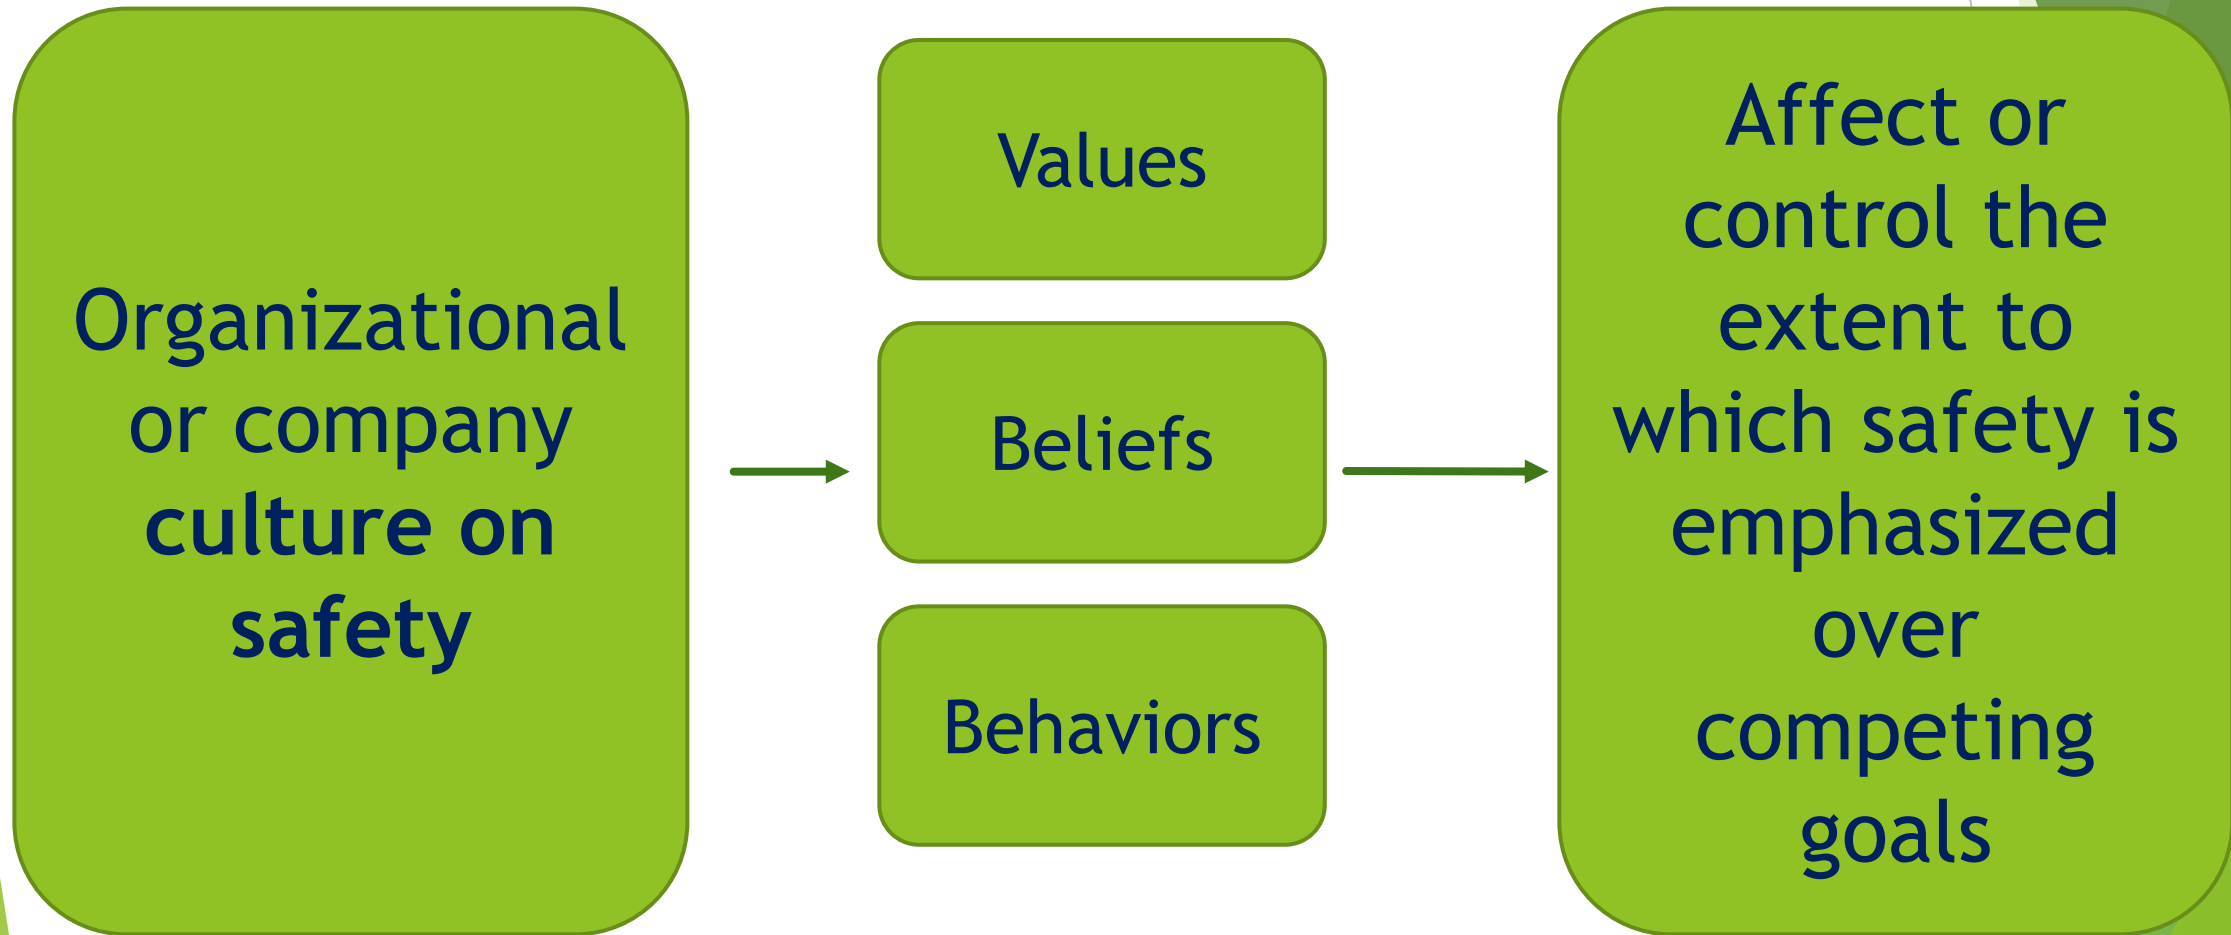 Organizational
or company
culture on
safety
Values
Beliefs
Behaviors
Affect or
control the
extent to
which safety is
emphasized
over
competing
goals